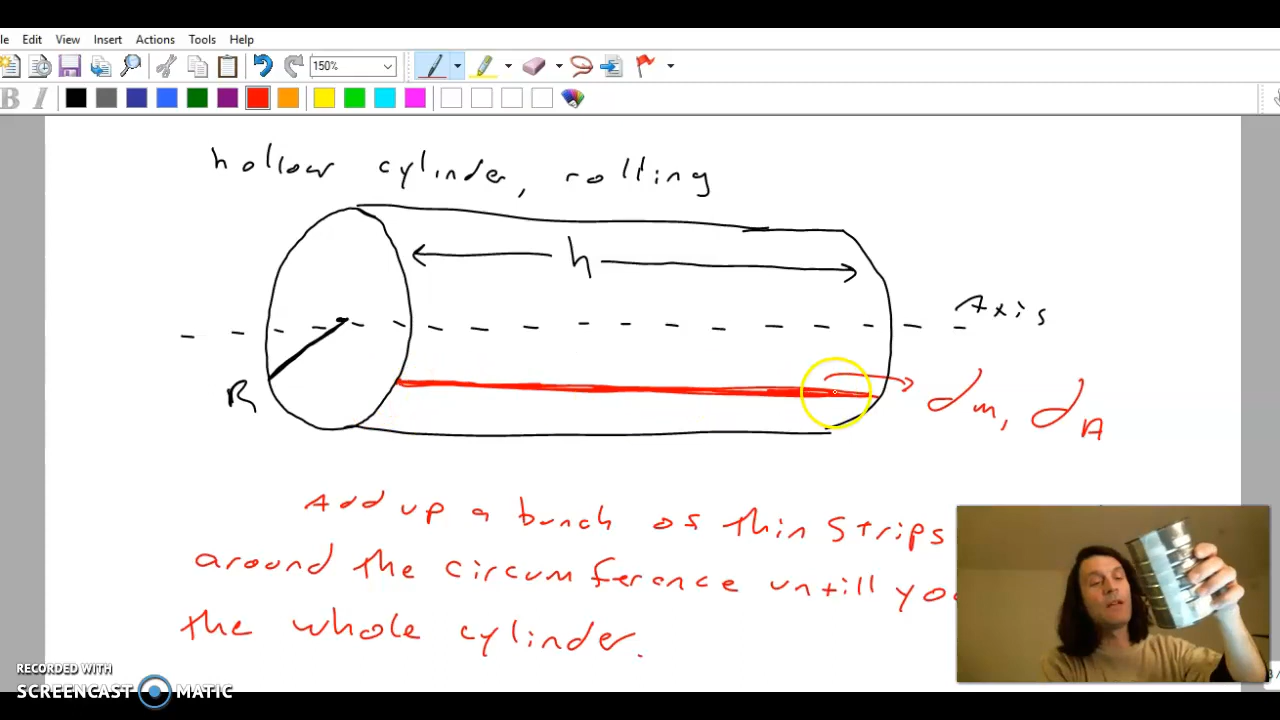 le Edit View Insert Actions Tools Help
150%
B I
hollow cylinder, rolling
h
Axis
R
dm, dA
Add up a bunch of thin strips
around the circumference untill yo
the whole cylinder.
RECORDED WITH
SCREENCAST MATIC